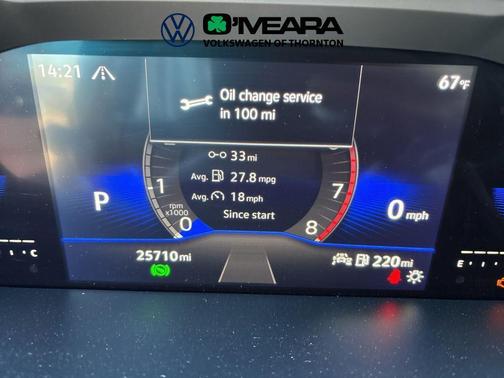 O'MEARA
VOLKSWAGEN OF THORNTON
14:21
67°F
Oil change service
in 100 mi
33 mi
Avg. 27.8 mpg
Avg. 18 mph
Since start
P
1
rpm
x1000
0
7
8
0 mph
C
25710 mi
220 mi
E